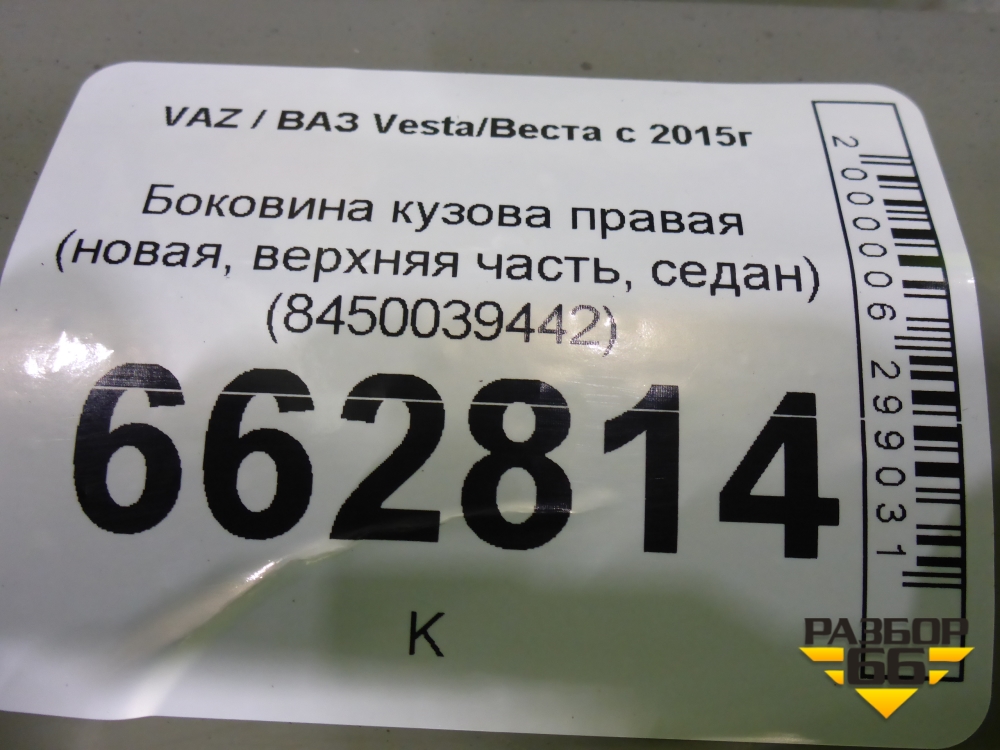 VAZ / ВАЗ Vesta/Веста с 2015г
Боковина кузова правая
(новая, верхняя часть, седан)
(8450039442)
662814
К
2000006299031
РАЗБОР
66